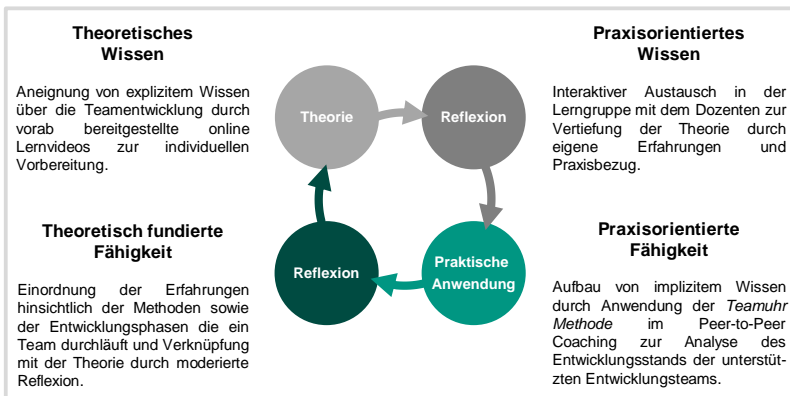 Theoretisches
Wissen
Aneignung von explizitem Wissen
über die Teamentwicklung durch
vorab bereitgestellte online
Lernvideos zur individuellen
Vorbereitung.
Theorie
Reflexion
Praxisorientiertes
Wissen
Interaktiver Austausch in der
Lerngruppe mit dem Dozenten zur
Vertiefung der Theorie durch
eigene Erfahrungen und
Praxisbezug.
Theoretisch fundierte
Fähigkeit
Einordnung der Erfahrungen
hinsichtlich der Methoden sowie
der Entwicklungsphasen die ein
Team durchläuft und Verknüpfung
mit der Theorie durch moderierte
Reflexion.
Reflexion
Praktische
Anwendung
Praxisorientierte
Fähigkeit
Aufbau von implizitem Wissen
durch Anwendung der Teamuhr
Methode im Peer-to-Peer
Coaching zur Analyse des
Entwicklungsstands der unterstüt-
zten Entwicklungsteams.